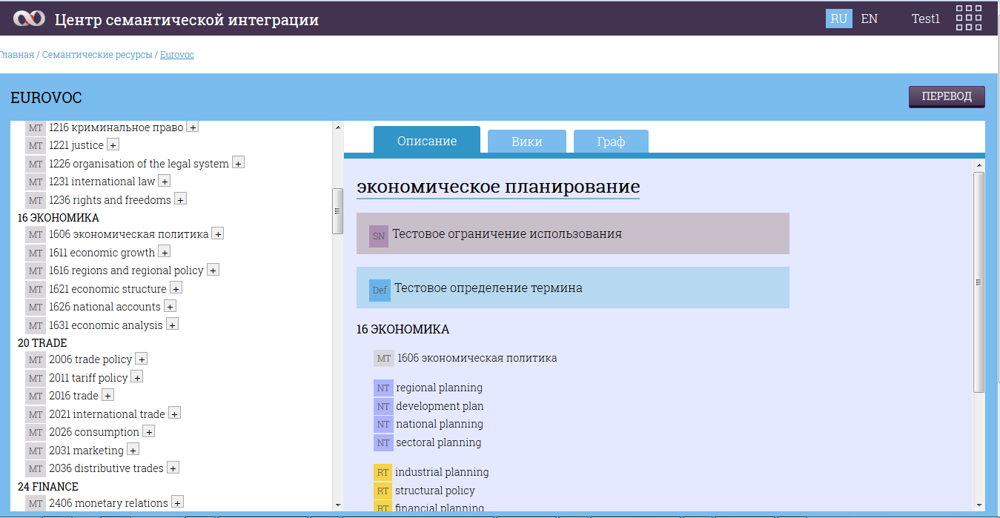 Центр семантической интеграции
RU EN Test1
Главная / Семантические ресурсы / Eurovoc
EUROVOC
ПЕРЕВОД
MT 1216 криминальное право +
MT 1221 justice +
MT 1226 organisation of the legal system +
MT 1231 international law +
MT 1236 rights and freedoms +
16 ЭКОНОМИКА
MT 1606 экономическая политика +
MT 1611 economic growth +
MT 1616 regions and regional policy +
MT 1621 economic structure +
MT 1626 national accounts +
MT 1631 economic analysis +
20 TRADE
MT 2006 trade policy +
MT 2011 tariff policy +
MT 2016 trade +
MT 2021 international trade +
MT 2026 consumption +
MT 2031 marketing +
MT 2036 distributive trades +
24 FINANCE
MT 2406 monetary relations +
Описание Вики Граф
экономическое планирование
SN Тестовое ограничение использования
Def Тестовое определение термина
16 ЭКОНОМИКА
MT 1606 экономическая политика
NT regional planning
NT development plan
NT national planning
NT sectoral planning
RT industrial planning
RT structural policy
RT financial planning